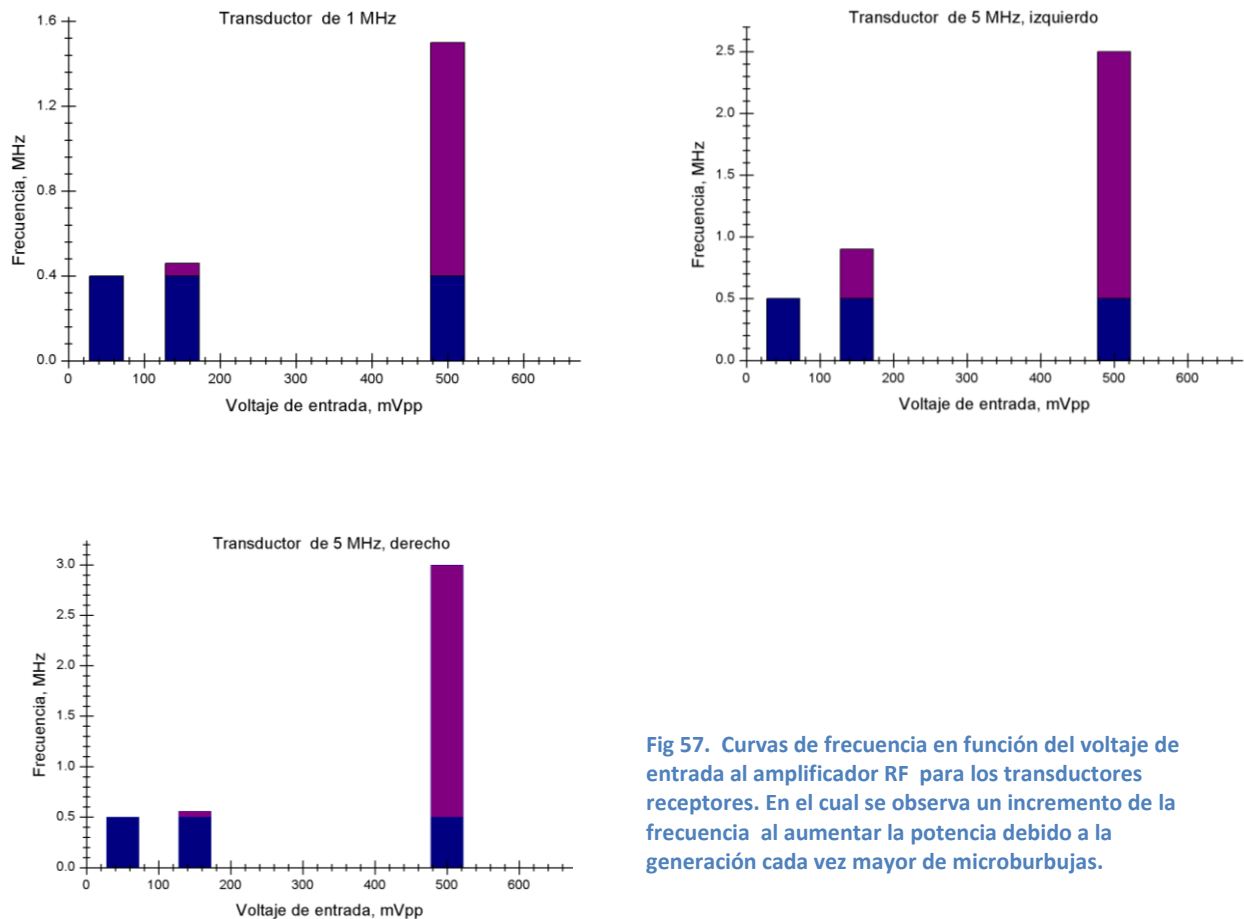 Transductor de 1 MHz
1.6
1.2
0.8
0.4
0.0
Frecuencia, MHz
0 100 200 300 400 500 600
Voltaje de entrada, mVpp
Transductor de 5 MHz, izquierdo
2.5
2.0
1.5
1.0
0.5
0.0
Frecuencia, MHz
0 100 200 300 400 500 600
Voltaje de entrada, mVpp
Transductor de 5 MHz, derecho
3.0
2.5
2.0
1.5
1.0
0.5
0.0
Frecuencia, MHz
0 100 200 300 400 500 600
Voltaje de entrada, mVpp
Fig 57. Curvas de frecuencia en función del voltaje de
entrada al amplificador RF para los transductores
receptores. En el cual se observa un incremento de la
frecuencia al aumentar la potencia debido a la
generación cada vez mayor de microburbujas.